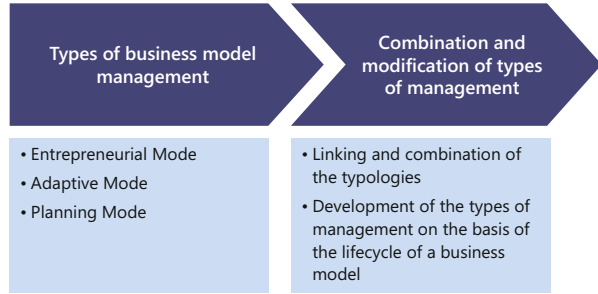 Types of business model
management
Combination and
modification of types
of management
• Entrepreneurial Mode
• Adaptive Mode
• Planning Mode
• Linking and combination of
the typologies
• Development of the types of
management on the basis of
the lifecycle of a business
model